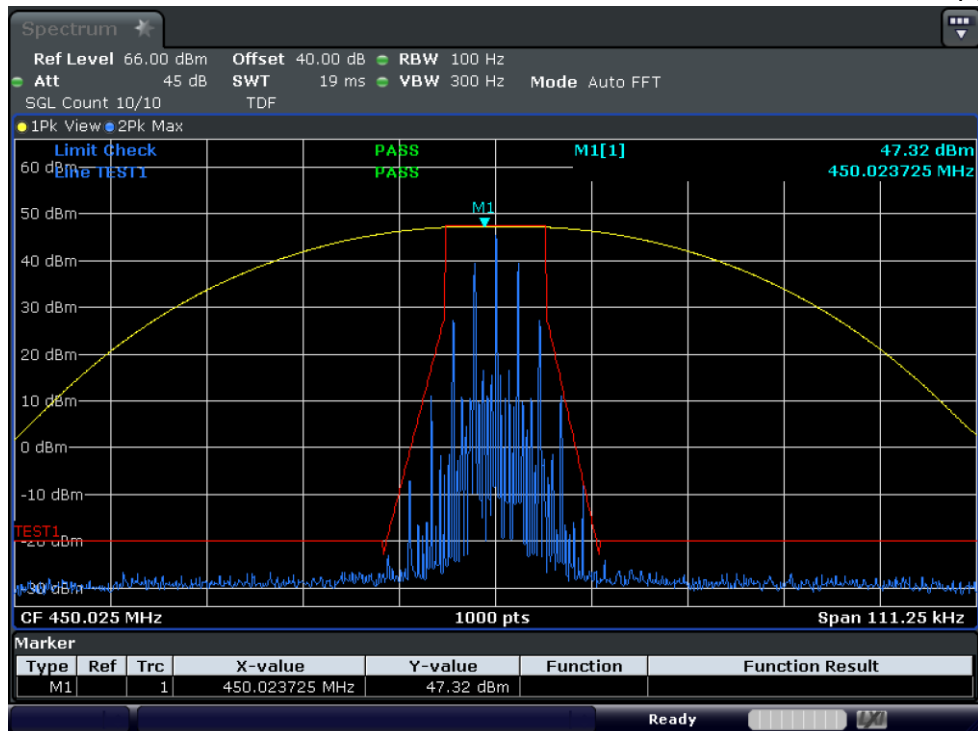 Spectrum
Ref Level 66.00 dBm Offset 40.00 dB RBW 100 Hz
Att 45 dB SWT 19 ms VBW 300 Hz Mode Auto FFT
SGL Count 10/10 TDF
1Pk View 2Pk Max
Limit Check PASS M1[1] 47.32 dBm
60 dBm Line TEST1 PASS 450.023725 MHz
M1
50 dBm
40 dBm
30 dBm
20 dBm
10 dBm
0 dBm
-10 dBm
TEST1
-20 dBm
-30 dBm
CF 450.025 MHz 1000 pts Span 111.25 kHz
Marker
Type Ref Trc X-value Y-value Function Function Result
M1 1 450.023725 MHz 47.32 dBm
Ready